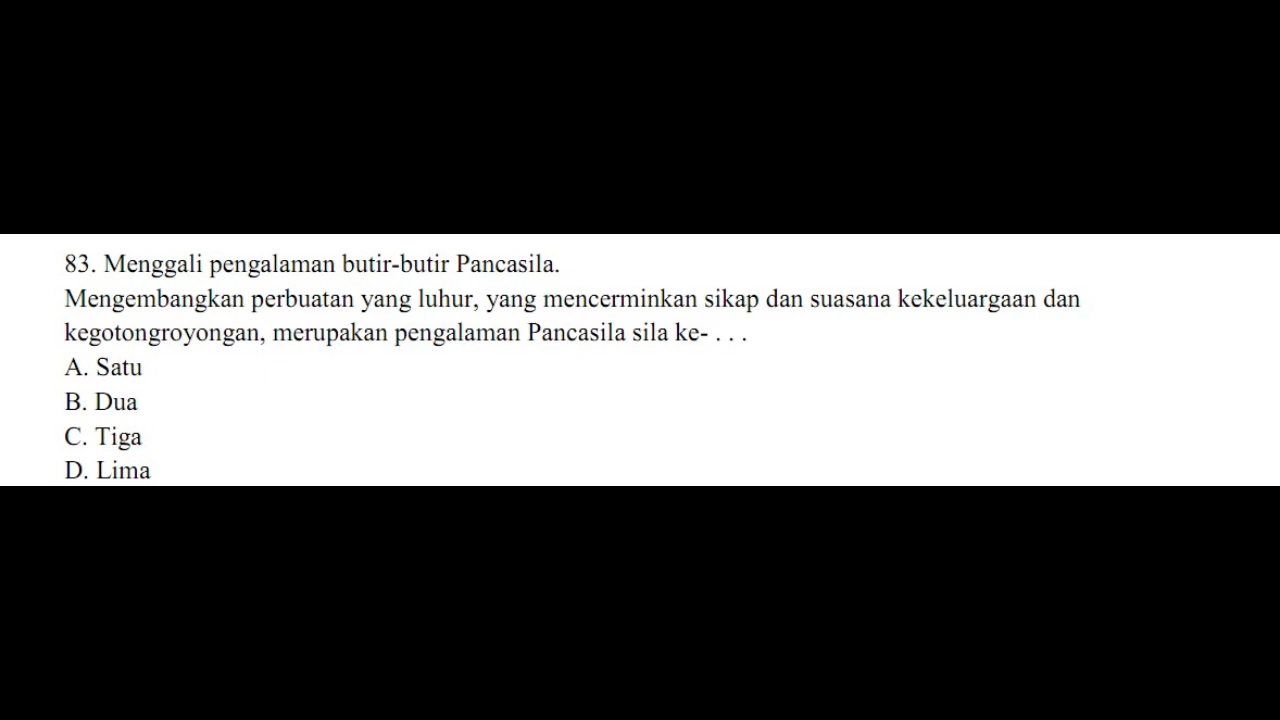 83. Menggali pengalaman butir-butir Pancasila.
Mengembangkan perbuatan yang luhur, yang mencerminkan sikap dan suasana kekeluargaan dan
kegotongroyongan, merupakan pengalaman Pancasila sila ke- . . .
A. Satu
B. Dua
C. Tiga
D. Lima